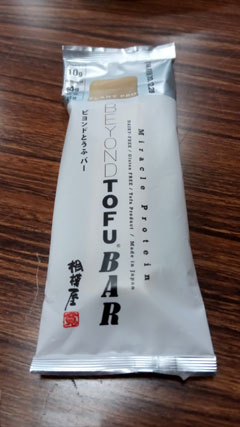 10g
BEYOND
TOFU BAR
Miracle Protein
DAIRY FREE / Gluten FREE / Tofu Product / Made in Japan
ビヨンドとうふバー
相模屋